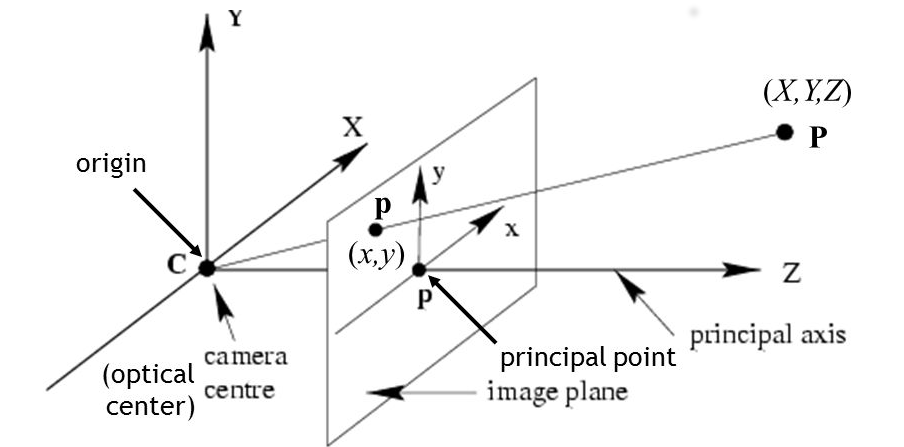 Y
(X,Y,Z)
P
X
origin
y
p
x
(x,y)
C
Z
p
principal axis
principal point
camera
centre
(optical
center)
image plane